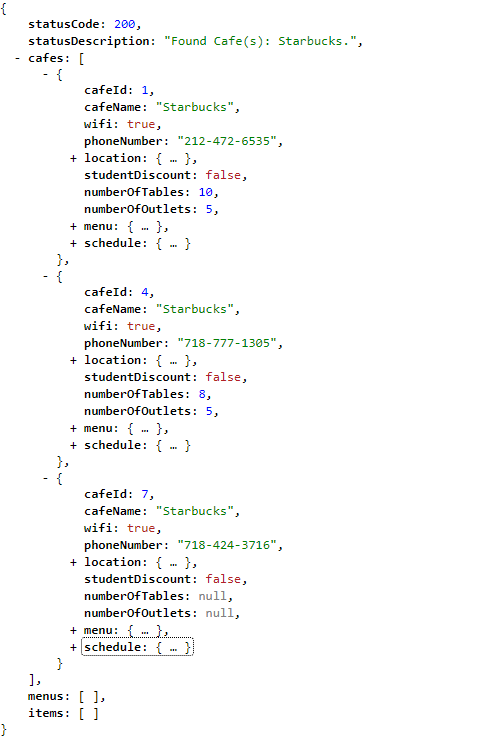 {
statusCode: 200,
statusDescription: "Found Cafe(s): Starbucks.",
- cafes: [
- {
cafeId: 1,
cafeName: "Starbucks",
wifi: true,
phoneNumber: "212-472-6535",
+ location: { … },
studentDiscount: false,
numberOfTables: 10,
numberOfOutlets: 5,
+ menu: { … },
+ schedule: { … }
},
- {
cafeId: 4,
cafeName: "Starbucks",
wifi: true,
phoneNumber: "718-777-1305",
+ location: { … },
studentDiscount: false,
numberOfTables: 8,
numberOfOutlets: 5,
+ menu: { … },
+ schedule: { … }
},
- {
cafeId: 7,
cafeName: "Starbucks",
wifi: true,
phoneNumber: "718-424-3716",
+ location: { … },
studentDiscount: false,
numberOfTables: null,
numberOfOutlets: null,
+ menu: { … },
+ schedule: { … }
}
],
menus: [ ],
items: [ ]
}